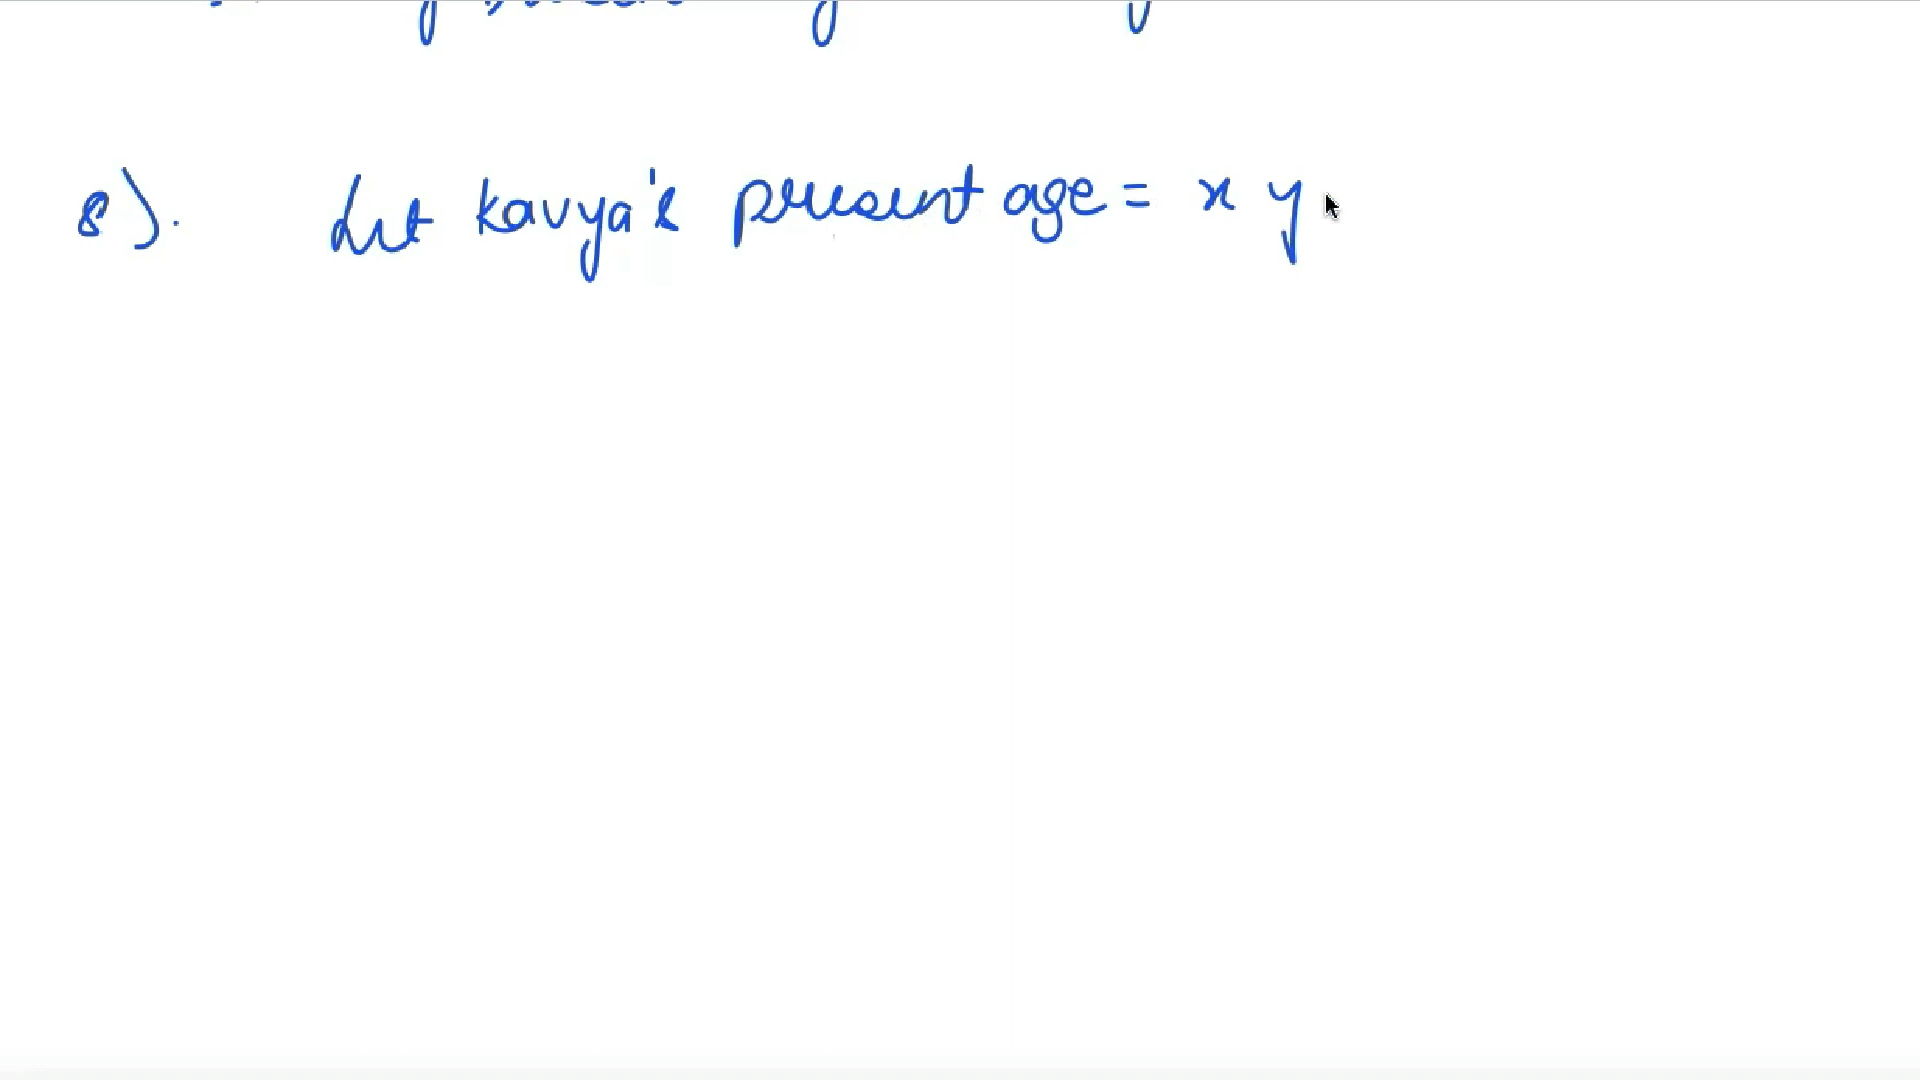 8). Let kavya's present age = x y